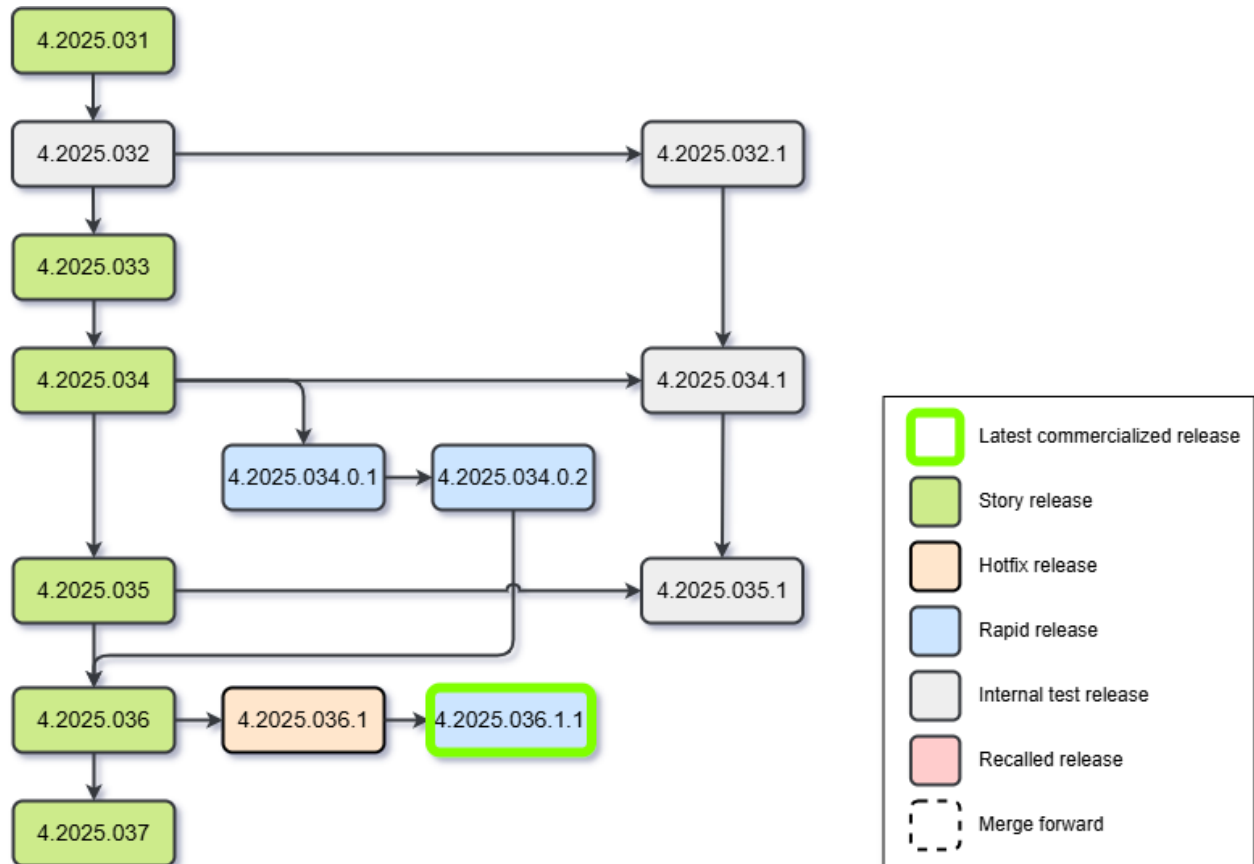 4.2025.031
4.2025.032
4.2025.032.1
4.2025.033
4.2025.034
4.2025.034.1
4.2025.034.0.1
4.2025.034.0.2
4.2025.035
4.2025.035.1
4.2025.036
4.2025.036.1
4.2025.036.1.1
4.2025.037
Latest commercialized release
Story release
Hotfix release
Rapid release
Internal test release
Recalled release
Merge forward